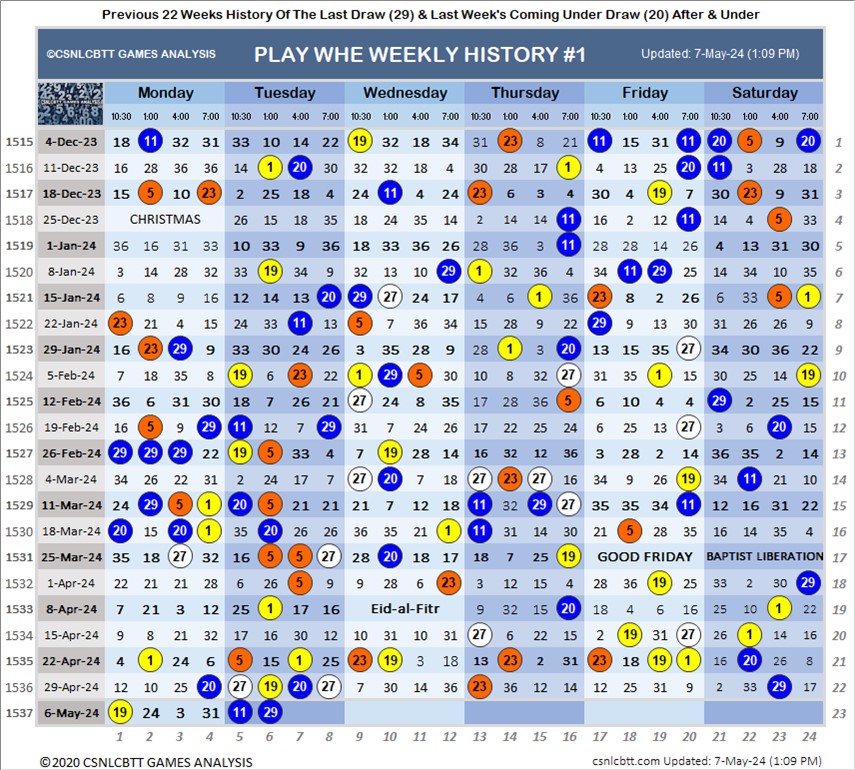 Previous 22 Weeks History Of The Last Draw (29) & Last Week's Coming Under Draw (20) After & Under
©CSNLCBTT GAMES ANALYSIS PLAY WHE WEEKLY HISTORY #1 Updated: 7-May-24 (1:09 PM)
Monday Tuesday Wednesday Thursday Friday Saturday
10:30 1:00 4:00 7:00 10:30 1:00 4:00 8:00 10:30 1:00 4:00 7:00 10:30 1:00 4:00 7:00 10:30 1:00 4:00 7:00 10:30 1:00 4:00 7:00
1515 4-Dec-23 18 11 32 31 33 10 14 22 19 32 18 34 31 23 8 21 11 15 31 11 20 5 9 20 1
1516 11-Dec-23 16 28 36 36 14 1 20 30 32 32 18 4 30 28 17 1 30 4 13 20 11 3 28 18 2
1517 18-Dec-23 15 5 10 23 2 25 18 4 24 11 4 24 23 6 3 4 30 4 19 7 30 23 9 31 3
1518 25-Dec-23 CHRISTMAS 26 15 18 35 18 24 35 14 2 14 14 11 16 2 12 11 14 4 23 33 4
1519 1-Jan-24 36 16 31 33 10 33 9 36 18 33 36 26 28 36 3 11 28 28 14 26 4 13 31 30 5
1520 8-Jan-24 3 14 28 32 33 19 34 9 32 13 10 29 1 32 36 4 34 11 29 25 14 34 10 35 6
1521 15-Jan-24 6 8 9 16 12 14 13 20 29 27 24 17 4 6 1 36 23 8 2 26 6 33 5 1 7
1522 22-Jan-24 23 21 4 15 24 33 11 13 5 7 36 34 15 28 9 22 29 9 13 30 31 26 26 9 8
1523 29-Jan-24 16 23 29 9 33 30 24 26 3 35 28 9 28 1 3 20 13 15 35 27 34 30 36 22 9
1524 5-Feb-24 7 18 35 8 19 6 23 22 1 29 5 30 10 8 32 27 31 35 1 15 30 25 14 19 10
1525 12-Feb-24 36 6 31 30 18 7 26 21 27 24 8 35 17 28 36 5 6 10 4 4 29 2 25 15 11
1526 19-Feb-24 16 5 9 29 11 12 7 29 31 7 24 26 17 22 25 24 6 25 13 27 3 6 20 12 12
1527 26-Feb-24 29 29 29 22 19 5 33 4 7 19 28 14 16 32 12 36 3 28 2 14 36 35 2 14 13
1528 4-Mar-24 34 26 22 31 2 24 17 7 27 20 7 18 27 23 27 16 34 7 9 19 22 11 21 10 14
1529 11-Mar-24 24 29 5 1 20 5 21 21 21 7 12 18 11 32 29 27 35 35 34 11 12 16 31 22 15
1530 18-Mar-24 20 15 20 1 35 20 26 26 36 35 21 1 11 31 14 30 21 5 28 30 16 14 35 4 16
1531 25-Mar-24 35 18 27 32 16 5 5 27 28 20 18 17 18 7 25 19 GOOD FRIDAY BAPTIST LIBERATION 17
1532 1-Apr-24 22 21 21 28 6 26 5 9 9 28 6 23 3 12 15 4 28 36 19 25 33 2 30 29 18
1533 8-Apr-24 7 21 3 12 25 1 17 16 Eid-al-Fitr 9 32 15 20 18 4 6 16 25 10 1 22 19
1534 15-Apr-24 9 8 21 32 17 16 30 12 10 31 10 31 27 6 22 15 2 19 31 27 26 1 14 16 20
1535 22-Apr-24 4 1 24 6 5 15 1 25 23 19 3 18 13 23 2 31 23 18 19 1 16 20 26 8 21
1536 29-Apr-24 12 10 25 20 27 19 20 27 9 30 14 36 23 36 12 14 12 25 31 9 2 33 23 17 22
1537 6-May-24 19 24 3 31 11 29 23
1 2 3 4 5 6 7 8 9 10 11 12 13 14 15 16 17 18 19 20 21 22 23 24
©2020 CSNLCBTT GAMES ANALYSIS csnlcbtt.com Updated: 7-May-24 (1:09 PM)